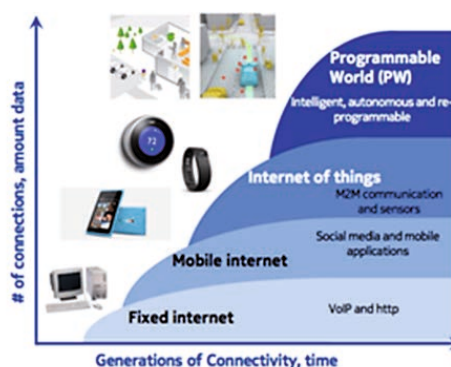 Programmable
World (PW)
Intelligent, autonomous and re-
programmable
72
Internet of things
M2M communication
and sensors
Social media and mobile
applications
Mobile internet
VoIP and http
Fixed internet
# of connections, amount data
Generations of Connectivity, time